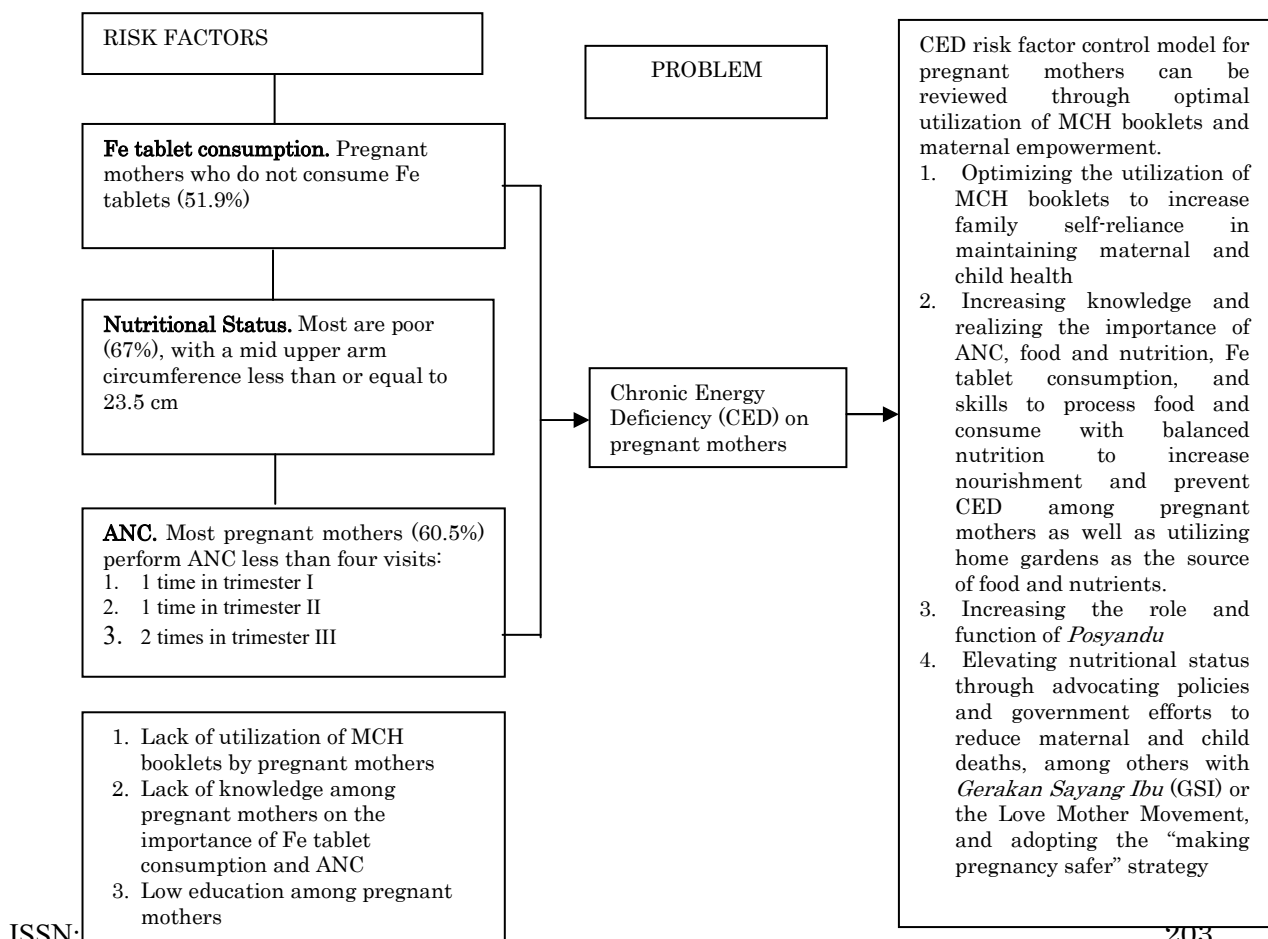 RISK FACTORS
Fe tablet consumption. Pregnant
mothers who do not consume Fe
tablets (51.9%)
Nutritional Status. Most are poor
(67%), with a mid upper arm
circumference less than or equal to
23.5 cm
ANC. Most pregnant mothers (60.5%)
perform ANC less than four visits:
1. 1 time in trimester I
2. 1 time in trimester II
3. 2 times in trimester III
1. Lack of utilization of MCH
booklets by pregnant mothers
2. Lack of knowledge among
pregnant mothers on the
importance of Fe tablet
consumption and ANC
3. Low education among pregnant
mothers
PROBLEM
Chronic Energy
Deficiency (CED) on
pregnant mothers
CED risk factor control model for
pregnant mothers can be
reviewed through optimal
utilization of MCH booklets and
maternal empowerment.
1. Optimizing the utilization of
MCH booklets to increase
family self-reliance in
maintaining maternal and
child health
2. Increasing knowledge and
realizing the importance of
ANC, food and nutrition, Fe
tablet consumption, and
skills to process food and
consume with balanced
nutrition to increase
nourishment and prevent
CED among pregnant
mothers as well as utilizing
home gardens as the source
of food and nutrients.
3. Increasing the role and
function of Posyandu
4. Elevating nutritional status
through advocating policies
and government efforts to
reduce maternal and child
deaths, among others with
Gerakan Sayang Ibu (GSI) or
the Love Mother Movement,
and adopting the “making
pregnancy safer” strategy
ISSN:
203